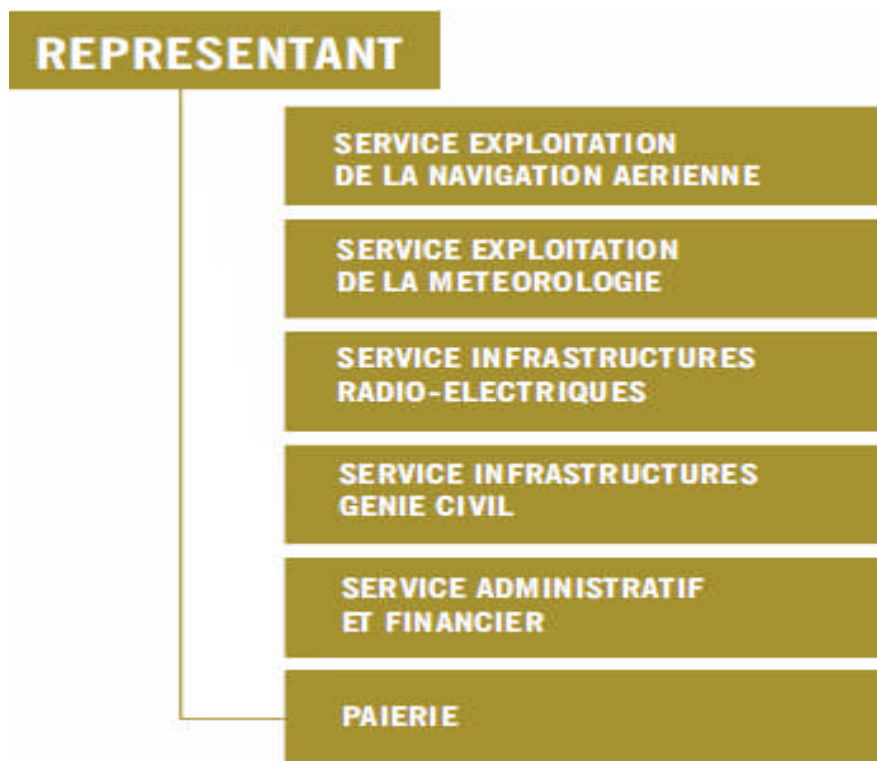 REPRESENTANT
SERVICE EXPLOITATION
DE LA NAVIGATION AERIENNE
SERVICE EXPLOITATION
DE LA METEOROLOGIE
SERVICE INFRASTRUCTURES
RADIO-ELECTRIQUES
SERVICE INFRASTRUCTURES
GENIE CIVIL
SERVICE ADMINISTRATIF
ET FINANCIER
PAIERIE